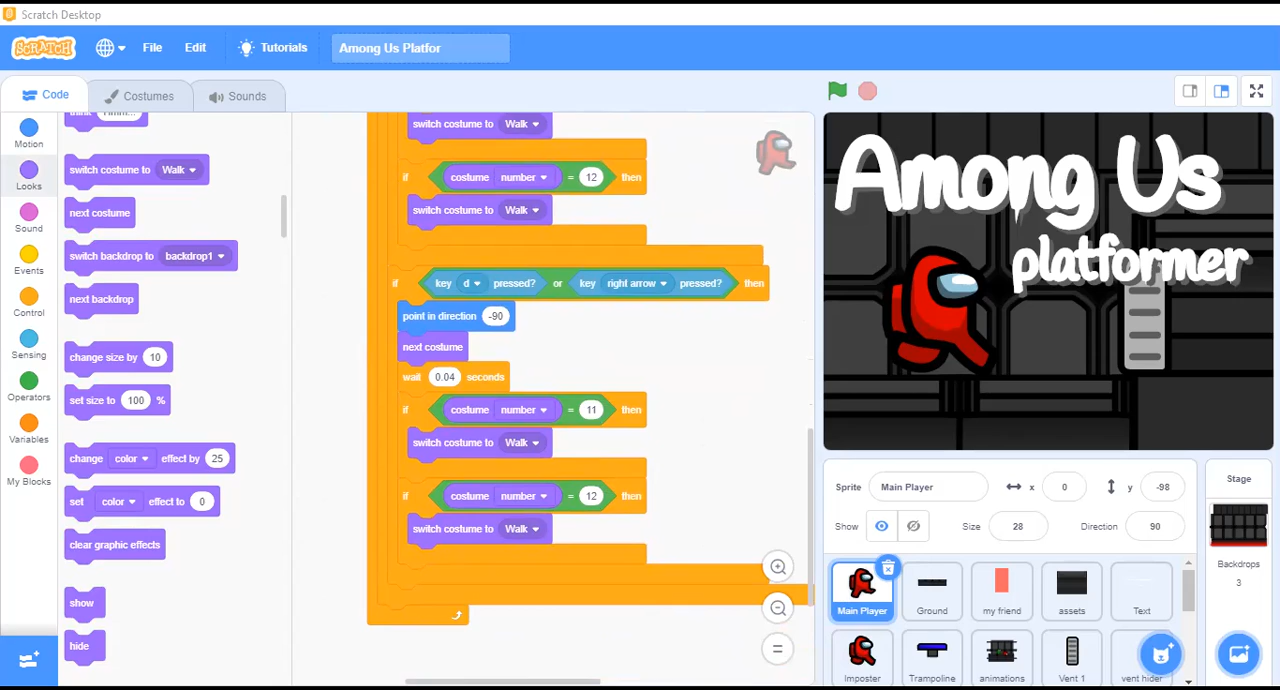 Scratch Desktop
SCRATCH File Edit Tutorials Among Us Platfor
Code Costumes Sounds
Motion
Looks
Sound
Events
Control
Sensing
Operators
Variables
My Blocks
think Hmm...
switch costume to Walk
next costume
switch backdrop to backdrop1
next backdrop
change size by 10
set size to 100 %
change color effect by 25
set color effect to 0
clear graphic effects
show
hide
switch costume to Walk
if costume number = 12 then
switch costume to Walk
if key d pressed? or key right arrow pressed? then
point in direction -90
next costume
wait 0.04 seconds
if costume number = 11 then
switch costume to Walk
if costume number = 12 then
switch costume to Walk
Among Us
platformer
Sprite Main Player x 0 y -98
Show Size 28 Direction 90
Main Player Ground my friend assets Text
Imposter Trampoline animations Vent 1 vent hider
Stage
Backdrops
3